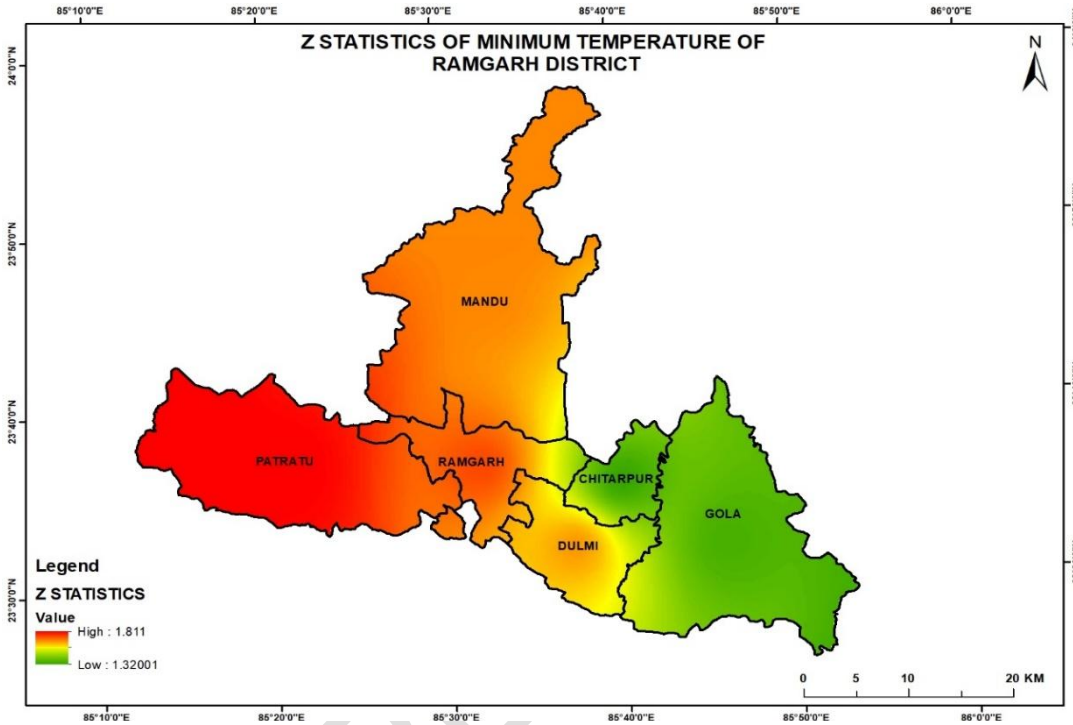 85°10'0"E 85°20'0"E 85°30'0"E 85°40'0"E 85°50'0"E 86°0'0"E
Z STATISTICS OF MINIMUM TEMPERATURE OF
RAMGARH DISTRICT
N
24°0'0"N
23°50'0"N
MANDU
23°40'0"N
PATRATU
RAMGARH
CHITARPUR
GOLA
DULMI
23°30'0"N
Legend
Z STATISTICS
Value
High : 1.811
Low : 1.32001
0 5 10 20 KM
85°10'0"E 85°20'0"E 85°30'0"E 85°40'0"E 85°50'0"E 86°0'0"E